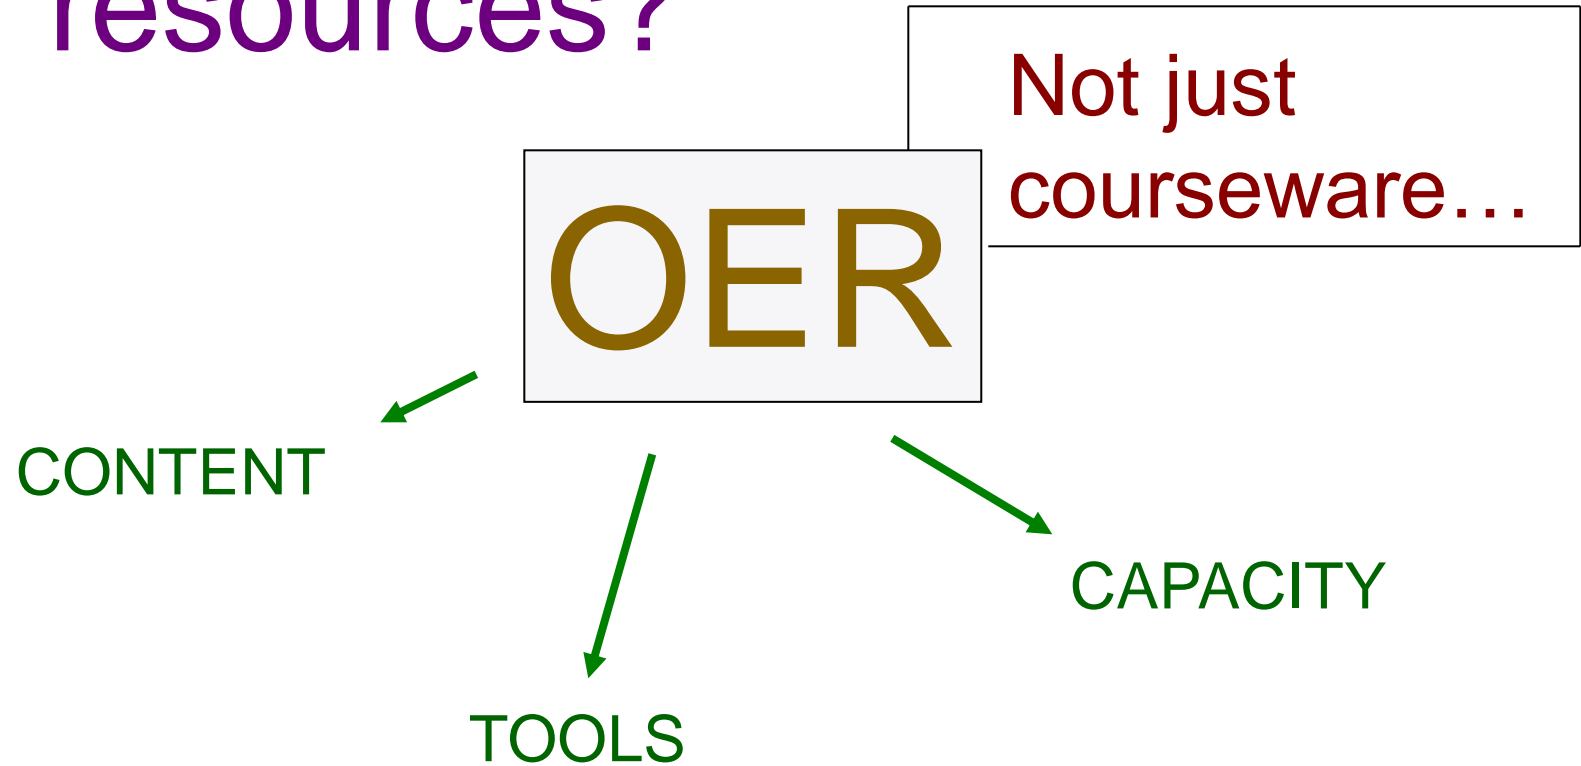 resources?
Not just
courseware…
OER
CONTENT
CAPACITY
TOOLS